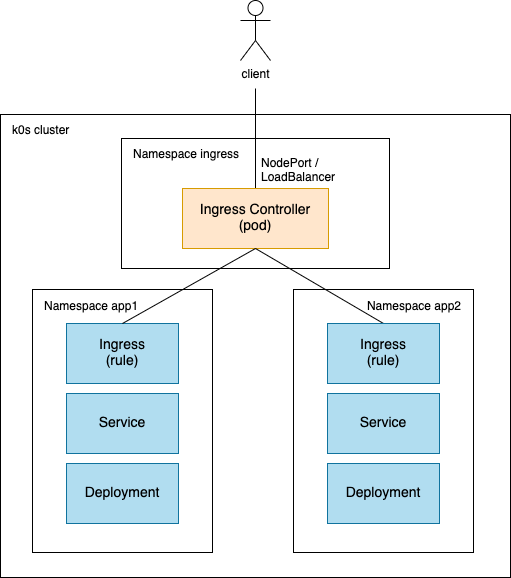 client
k0s cluster
Namespace ingress
NodePort /
LoadBalancer
Ingress Controller
(pod)
Namespace app1
Ingress
(rule)
Service
Deployment
Namespace app2
Ingress
(rule)
Service
Deployment